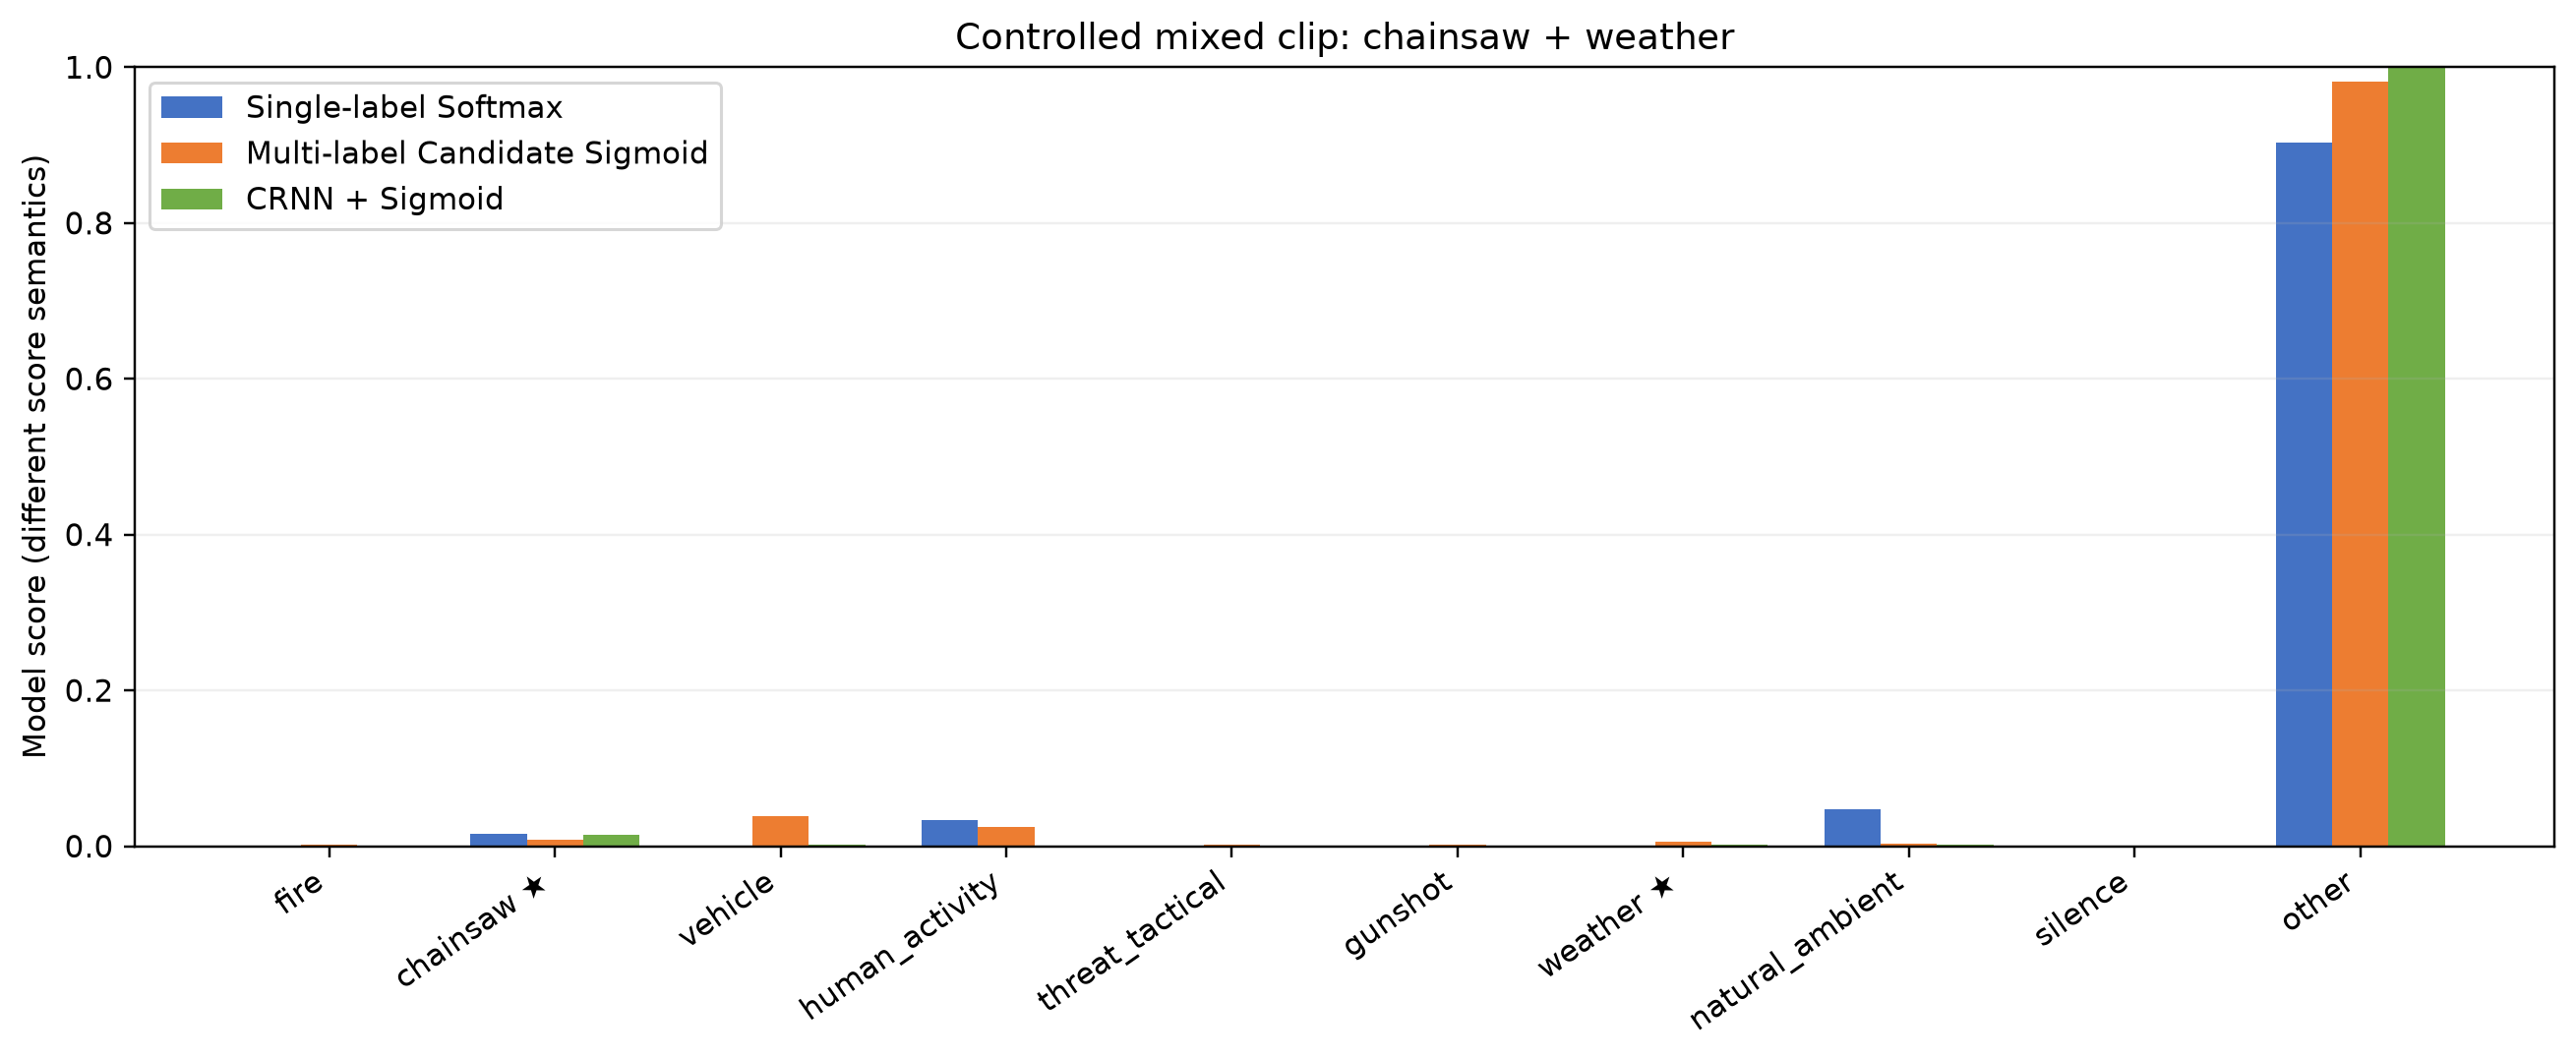 Controlled mixed clip: chainsaw + weather
Model score (different score semantics)
1.0
0.8
0.6
0.4
0.2
0.0
Single-label Softmax
Multi-label Candidate Sigmoid
CRNN + Sigmoid
fire
chainsaw ★
vehicle
human_activity
threat_tactical
gunshot
weather ★
natural_ambient
silence
other